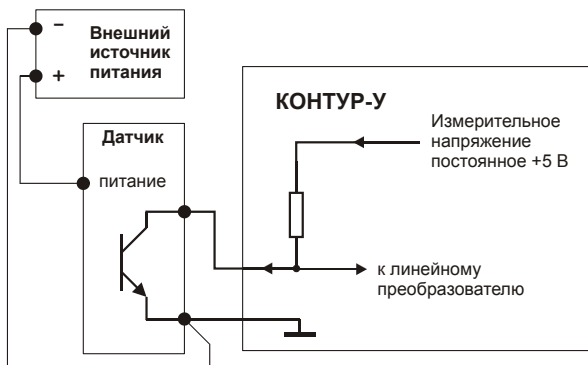 − Внешний
источник
+ питания
КОНТУР-У
Датчик
питание
Измерительное
напряжение
постоянное +5 В
к линейному
преобразователю